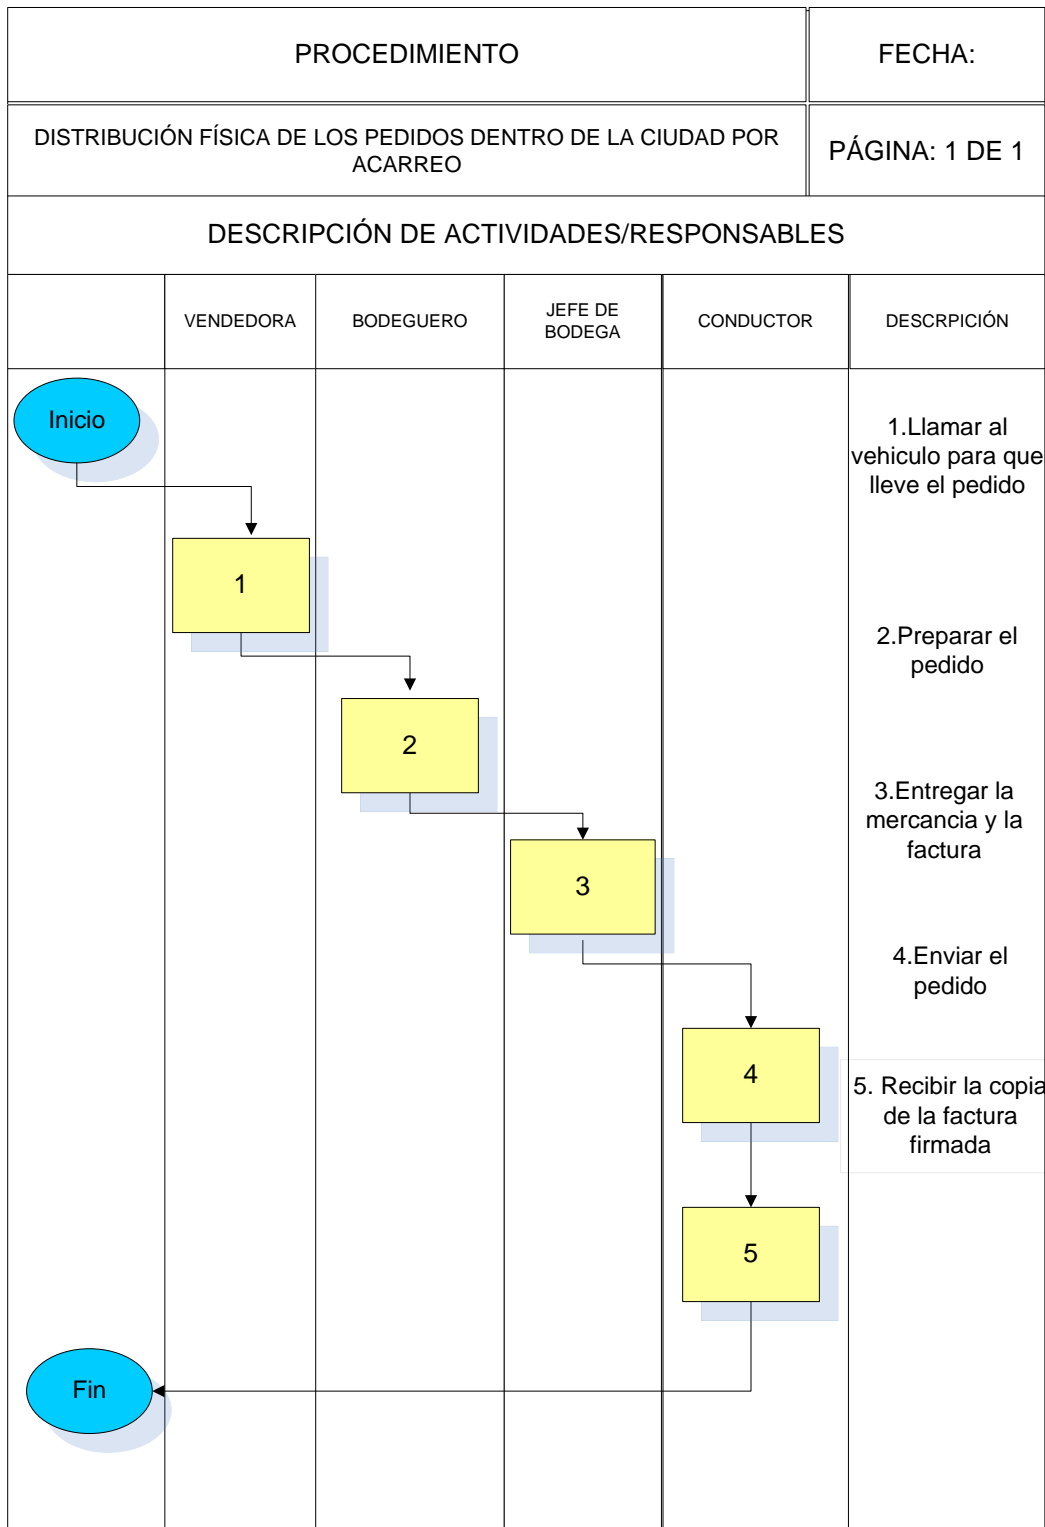 PROCEDIMIENTO
FECHA:
DISTRIBUCIÓN FÍSICA DE LOS PEDIDOS DENTRO DE LA CIUDAD POR
ACARREO
PÁGINA: 1 DE 1
DESCRIPCIÓN DE ACTIVIDADES/RESPONSABLES
VENDEDORA
BODEGUERO
JEFE DE
BODEGA
CONDUCTOR
DESCRPICIÓN
Inicio
1.Llamar al
vehiculo para que
lleve el pedido
1
2.Preparar el
pedido
2
3.Entregar la
mercancia y la
factura
3
4.Enviar el
pedido
4
5. Recibir la copia
de la factura
firmada
5
Fin